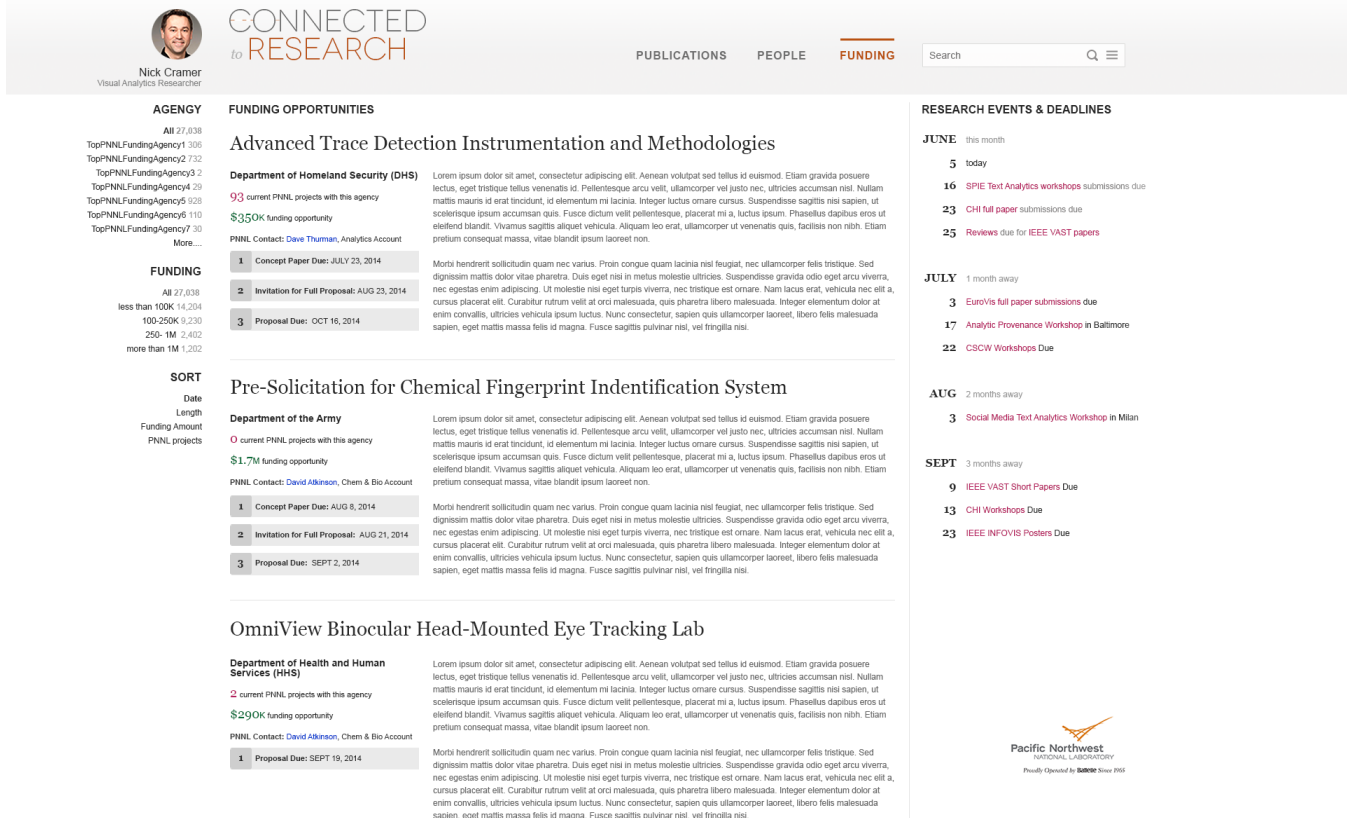 CONNECTED
to RESEARCH
Nick Cramer
Visual Analytics Researcher
PUBLICATIONS PEOPLE FUNDING
Search
AGENCY
All 27,038
TopPNNLFundingAgency1 306
TopPNNLFundingAgency2 732
TopPNNLFundingAgency3 2
TopPNNLFundingAgency4 29
TopPNNLFundingAgency5 928
TopPNNLFundingAgency6 110
TopPNNLFundingAgency7 30
More....
FUNDING
All 27,038
less than 100K 14,204
100-250K 9,230
250- 1M 2,402
more than 1M 1,202
SORT
Date
Length
Funding Amount
PNNL projects
FUNDING OPPORTUNITIES
Advanced Trace Detection Instrumentation and Methodologies
Department of Homeland Security (DHS)
93 current PNNL projects with this agency
$350K funding opportunity
PNNL Contact: Dave Thurman, Analytics Account
1 Concept Paper Due: JULY 23, 2014
2 Invitation for Full Proposal: AUG 23, 2014
3 Proposal Due: OCT 16, 2014
Lorem ipsum dolor sit amet, consectetur adipiscing elit. Aenean volutpat sed tellus id euismod. Etiam gravida posuere
lectus, eget tristique tellus venenatis id. Pellentesque arcu velit, ullamcorper vel justo nec, ultricies accumsan nisl. Nullam
mattis mauris id erat tincidunt, id elementum mi lacinia. Integer luctus ornare cursus. Suspendisse sagittis nisi sapien, ut
scelerisque ipsum accumsan quis. Fusce dictum velit pellentesque, placerat mi a, luctus ipsum. Phasellus dapibus eros ut
eleifend blandit. Vivamus sagittis aliquet vehicula. Aliquam leo erat, ullamcorper ut venenatis quis, facilisis non nibh. Etiam
pretium consequat massa, vitae blandit ipsum laoreet non.
Morbi hendrerit sollicitudin quam nec varius. Proin congue quam lacinia nisl feugiat, nec ullamcorper felis tristique. Sed
dignissim mattis dolor vitae pharetra. Duis eget nisi in metus molestie ultricies. Suspendisse gravida odio eget arcu viverra,
nec egestas enim adipiscing. Ut molestie nisi eget turpis viverra, nec tristique est ornare. Nam lacus erat, vehicula nec elit a,
cursus placerat elit. Curabitur rutrum velit at orci malesuada, quis pharetra libero malesuada. Integer elementum dolor at
enim convallis, ultricies vehicula ipsum luctus. Nunc consectetur, sapien quis ullamcorper laoreet, libero felis malesuada
sapien, eget mattis massa felis id magna. Fusce sagittis pulvinar nisl, vel fringilla nisi.
Pre-Solicitation for Chemical Fingerprint Indentification System
Department of the Army
0 current PNNL projects with this agency
$1.7M funding opportunity
PNNL Contact: David Atkinson, Chem & Bio Account
1 Concept Paper Due: AUG 8, 2014
2 Invitation for Full Proposal: AUG 21, 2014
3 Proposal Due: SEPT 2, 2014
Lorem ipsum dolor sit amet, consectetur adipiscing elit. Aenean volutpat sed tellus id euismod. Etiam gravida posuere
lectus, eget tristique tellus venenatis id. Pellentesque arcu velit, ullamcorper vel justo nec, ultricies accumsan nisl. Nullam
mattis mauris id erat tincidunt, id elementum mi lacinia. Integer luctus ornare cursus. Suspendisse sagittis nisi sapien, ut
scelerisque ipsum accumsan quis. Fusce dictum velit pellentesque, placerat mi a, luctus ipsum. Phasellus dapibus eros ut
eleifend blandit. Vivamus sagittis aliquet vehicula. Aliquam leo erat, ullamcorper ut venenatis quis, facilisis non nibh. Etiam
pretium consequat massa, vitae blandit ipsum laoreet non.
Morbi hendrerit sollicitudin quam nec varius. Proin congue quam lacinia nisl feugiat, nec ullamcorper felis tristique. Sed
dignissim mattis dolor vitae pharetra. Duis eget nisi in metus molestie ultricies. Suspendisse gravida odio eget arcu viverra,
nec egestas enim adipiscing. Ut molestie nisi eget turpis viverra, nec tristique est ornare. Nam lacus erat, vehicula nec elit a,
cursus placerat elit. Curabitur rutrum velit at orci malesuada, quis pharetra libero malesuada. Integer elementum dolor at
enim convallis, ultricies vehicula ipsum luctus. Nunc consectetur, sapien quis ullamcorper laoreet, libero felis malesuada
sapien, eget mattis massa felis id magna. Fusce sagittis pulvinar nisl, vel fringilla nisi.
OmniView Binocular Head-Mounted Eye Tracking Lab
Department of Health and Human
Services (HHS)
2 current PNNL projects with this agency
$290K funding opportunity
PNNL Contact: David Atkinson, Chem & Bio Account
1 Proposal Due: SEPT 19, 2014
Lorem ipsum dolor sit amet, consectetur adipiscing elit. Aenean volutpat sed tellus id euismod. Etiam gravida posuere
lectus, eget tristique tellus venenatis id. Pellentesque arcu velit, ullamcorper vel justo nec, ultricies accumsan nisl. Nullam
mattis mauris id erat tincidunt, id elementum mi lacinia. Integer luctus ornare cursus. Suspendisse sagittis nisi sapien, ut
scelerisque ipsum accumsan quis. Fusce dictum velit pellentesque, placerat mi a, luctus ipsum. Phasellus dapibus eros ut
eleifend blandit. Vivamus sagittis aliquet vehicula. Aliquam leo erat, ullamcorper ut venenatis quis, facilisis non nibh. Etiam
pretium consequat massa, vitae blandit ipsum laoreet non.
Morbi hendrerit sollicitudin quam nec varius. Proin congue quam lacinia nisl feugiat, nec ullamcorper felis tristique. Sed
dignissim mattis dolor vitae pharetra. Duis eget nisi in metus molestie ultricies. Suspendisse gravida odio eget arcu viverra,
nec egestas enim adipiscing. Ut molestie nisi eget turpis viverra, nec tristique est ornare. Nam lacus erat, vehicula nec elit a,
cursus placerat elit. Curabitur rutrum velit at orci malesuada, quis pharetra libero malesuada. Integer elementum dolor at
enim convallis, ultricies vehicula ipsum luctus. Nunc consectetur, sapien quis ullamcorper laoreet, libero felis malesuada
sapien, eget mattis massa felis id magna. Fusce sagittis pulvinar nisl, vel fringilla nisi.
RESEARCH EVENTS & DEADLINES
JUNE this month
5 today
16 SPIE Text Analytics workshops submissions due
23 CHI full paper submissions due
25 Reviews due for IEEE VAST papers
JULY 1 month away
3 EuroVis full paper submissions due
17 Analytic Provenance Workshop in Baltimore
22 CSCW Workshops Due
AUG 2 months away
3 Social Media Text Analytics Workshop in Milan
SEPT 3 months away
9 IEEE VAST Short Papers Due
13 CHI Workshops Due
23 IEEE INFOVIS Posters Due
Pacific Northwest
NATIONAL LABORATORY
Proudly Operated by Battelle Since 1965